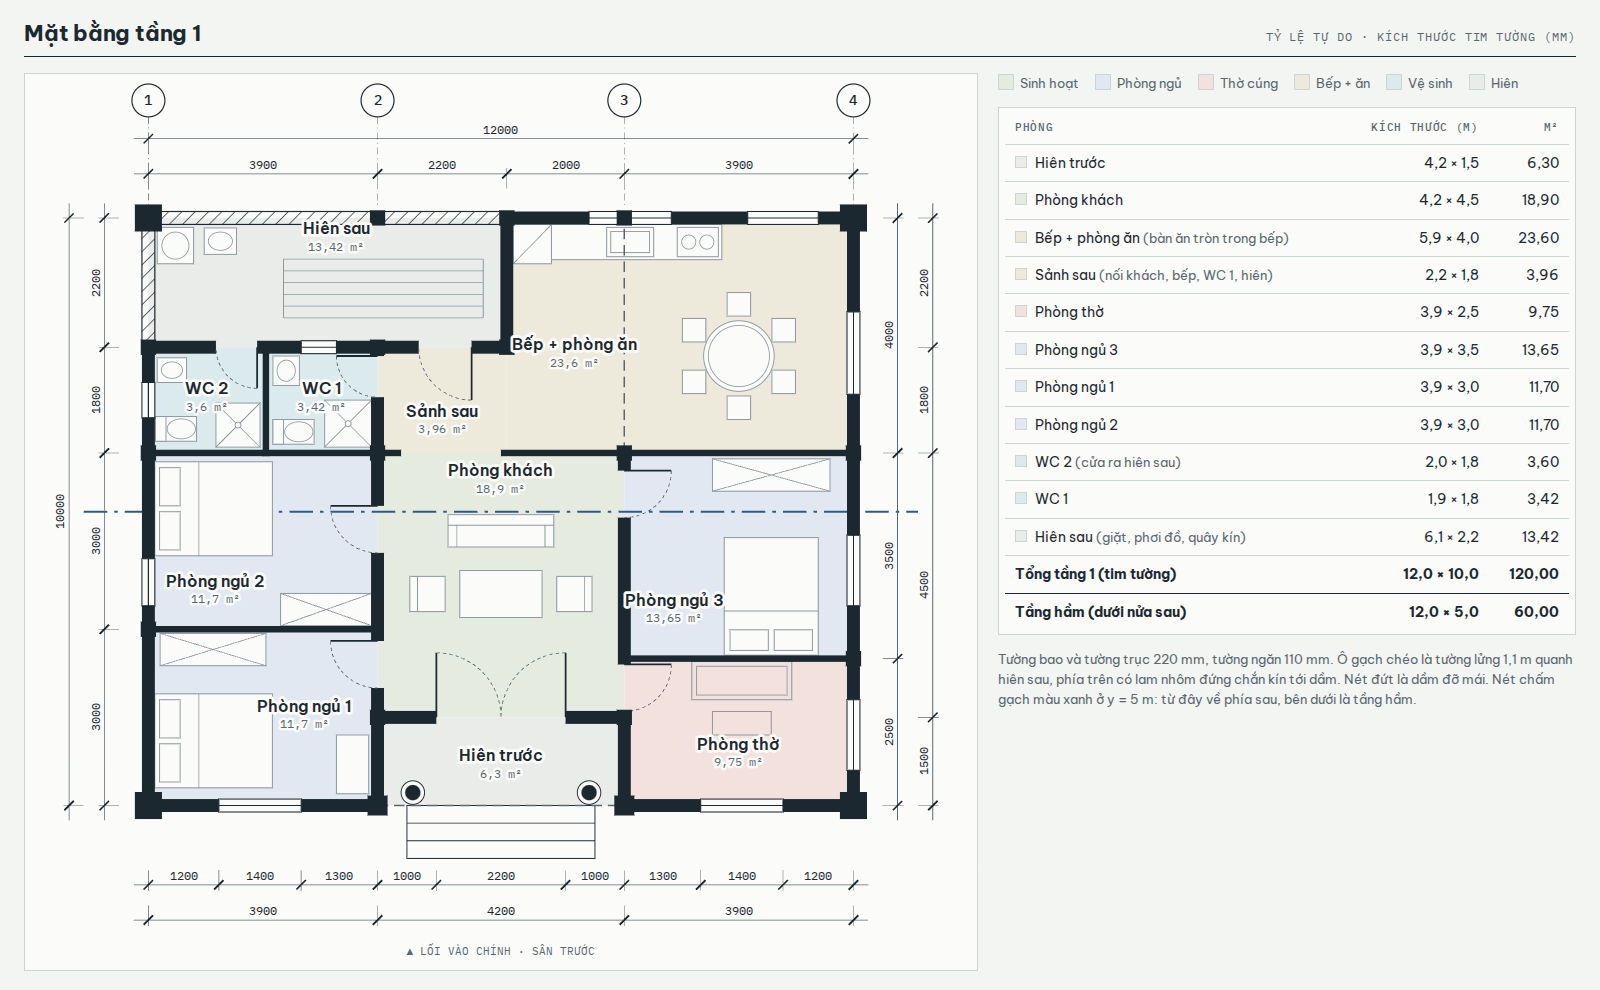 Mặt bằng tầng 1
TỶ LỆ TỰ DO · KÍCH THƯỚC TIM TƯỜNG (MM)
1 2 3 4
12000
3900 2200 2000 3900
Hiên sau
13,42 m²
2200
2200
4000
Bếp + phòng ăn
23,6 m²
WC 2
3,6 m²
WC 1
3,42 m²
1800
1800
Sảnh sau
3,96 m²
Phòng khách
18,9 m²
10000
3000
3500
4500
Phòng ngủ 2
11,7 m²
Phòng ngủ 3
13,65 m²
3000
Phòng ngủ 1
11,7 m²
2500
1500
Phòng thờ
9,75 m²
Hiên trước
6,3 m²
1200 1400 1300 1000 2200 1000 1300 1400 1200
3900 4200 3900
▲ LỐI VÀO CHÍNH · SÂN TRƯỚC
Sinh hoạt Phòng ngủ Thờ cúng Bếp + ăn Vệ sinh Hiên
PHÒNG KÍCH THƯỚC (M) M²
Hiên trước 4,2 × 1,5 6,30
Phòng khách 4,2 × 4,5 18,90
Bếp + phòng ăn (bàn ăn tròn trong bếp) 5,9 × 4,0 23,60
Sảnh sau (nối khách, bếp, WC 1, hiên) 2,2 × 1,8 3,96
Phòng thờ 3,9 × 2,5 9,75
Phòng ngủ 3 3,9 × 3,5 13,65
Phòng ngủ 1 3,9 × 3,0 11,70
Phòng ngủ 2 3,9 × 3,0 11,70
WC 2 (cửa ra hiên sau) 2,0 × 1,8 3,60
WC 1 1,9 × 1,8 3,42
Hiên sau (giặt, phơi đồ, quây kín) 6,1 × 2,2 13,42
Tổng tầng 1 (tim tường) 12,0 × 10,0 120,00
Tầng hầm (dưới nửa sau) 12,0 × 5,0 60,00
Tường bao và tường trục 220 mm, tường ngăn 110 mm. Ô gạch chéo là tường lửng 1,1 m quanh
hiên sau, phía trên có lam nhôm đứng chắn kín tới dầm. Nét đứt là dầm đỡ mái. Nét chấm
gạch màu xanh ở y = 5 m: từ đây về phía sau, bên dưới là tầng hầm.